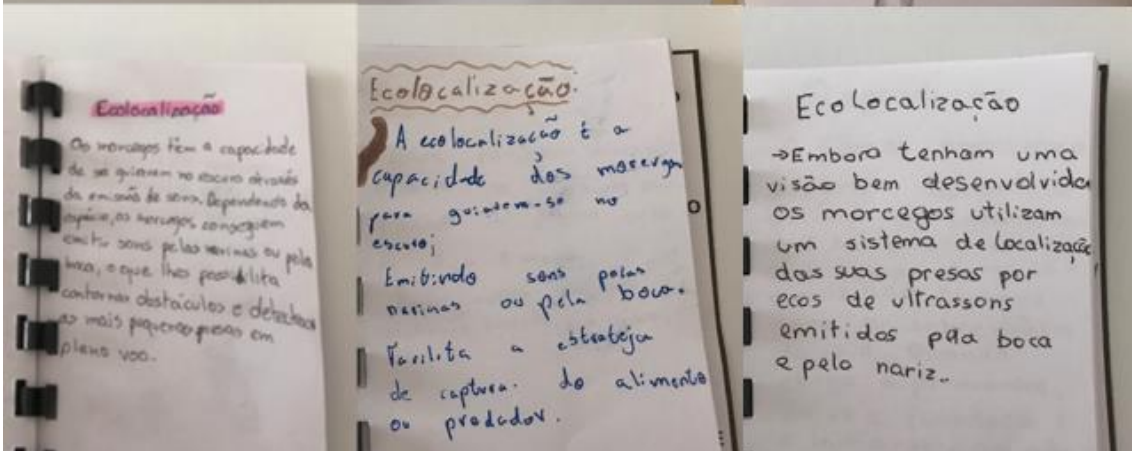 Ecolocalização
Os morcegos têm a capacidade
de se guiarem no escuro através
da emissão de sons. Dependendo da
espécie, os morcegos conseguem
emitir sons pelas narinas ou pela
boca, o que lhes possibilita
contornar obstáculos e detectar
as mais pequenas presas em
pleno voo.
Ecolocalização.
A ecolocalização é a
capacidade dos
para guiarem-se no
escuro;
Emitindo sons pelas
narinas ou pela boca.
Facilita a estrateja
de captura. do alimento
ou predador.
EcoLocalização
→Embora tenham uma
visão bem desenvolvida
os morcegos utilizam
um sistema de Localização
das suas presas por
ecos de ultrassons
emitidos pela boca
e pelo nariz..